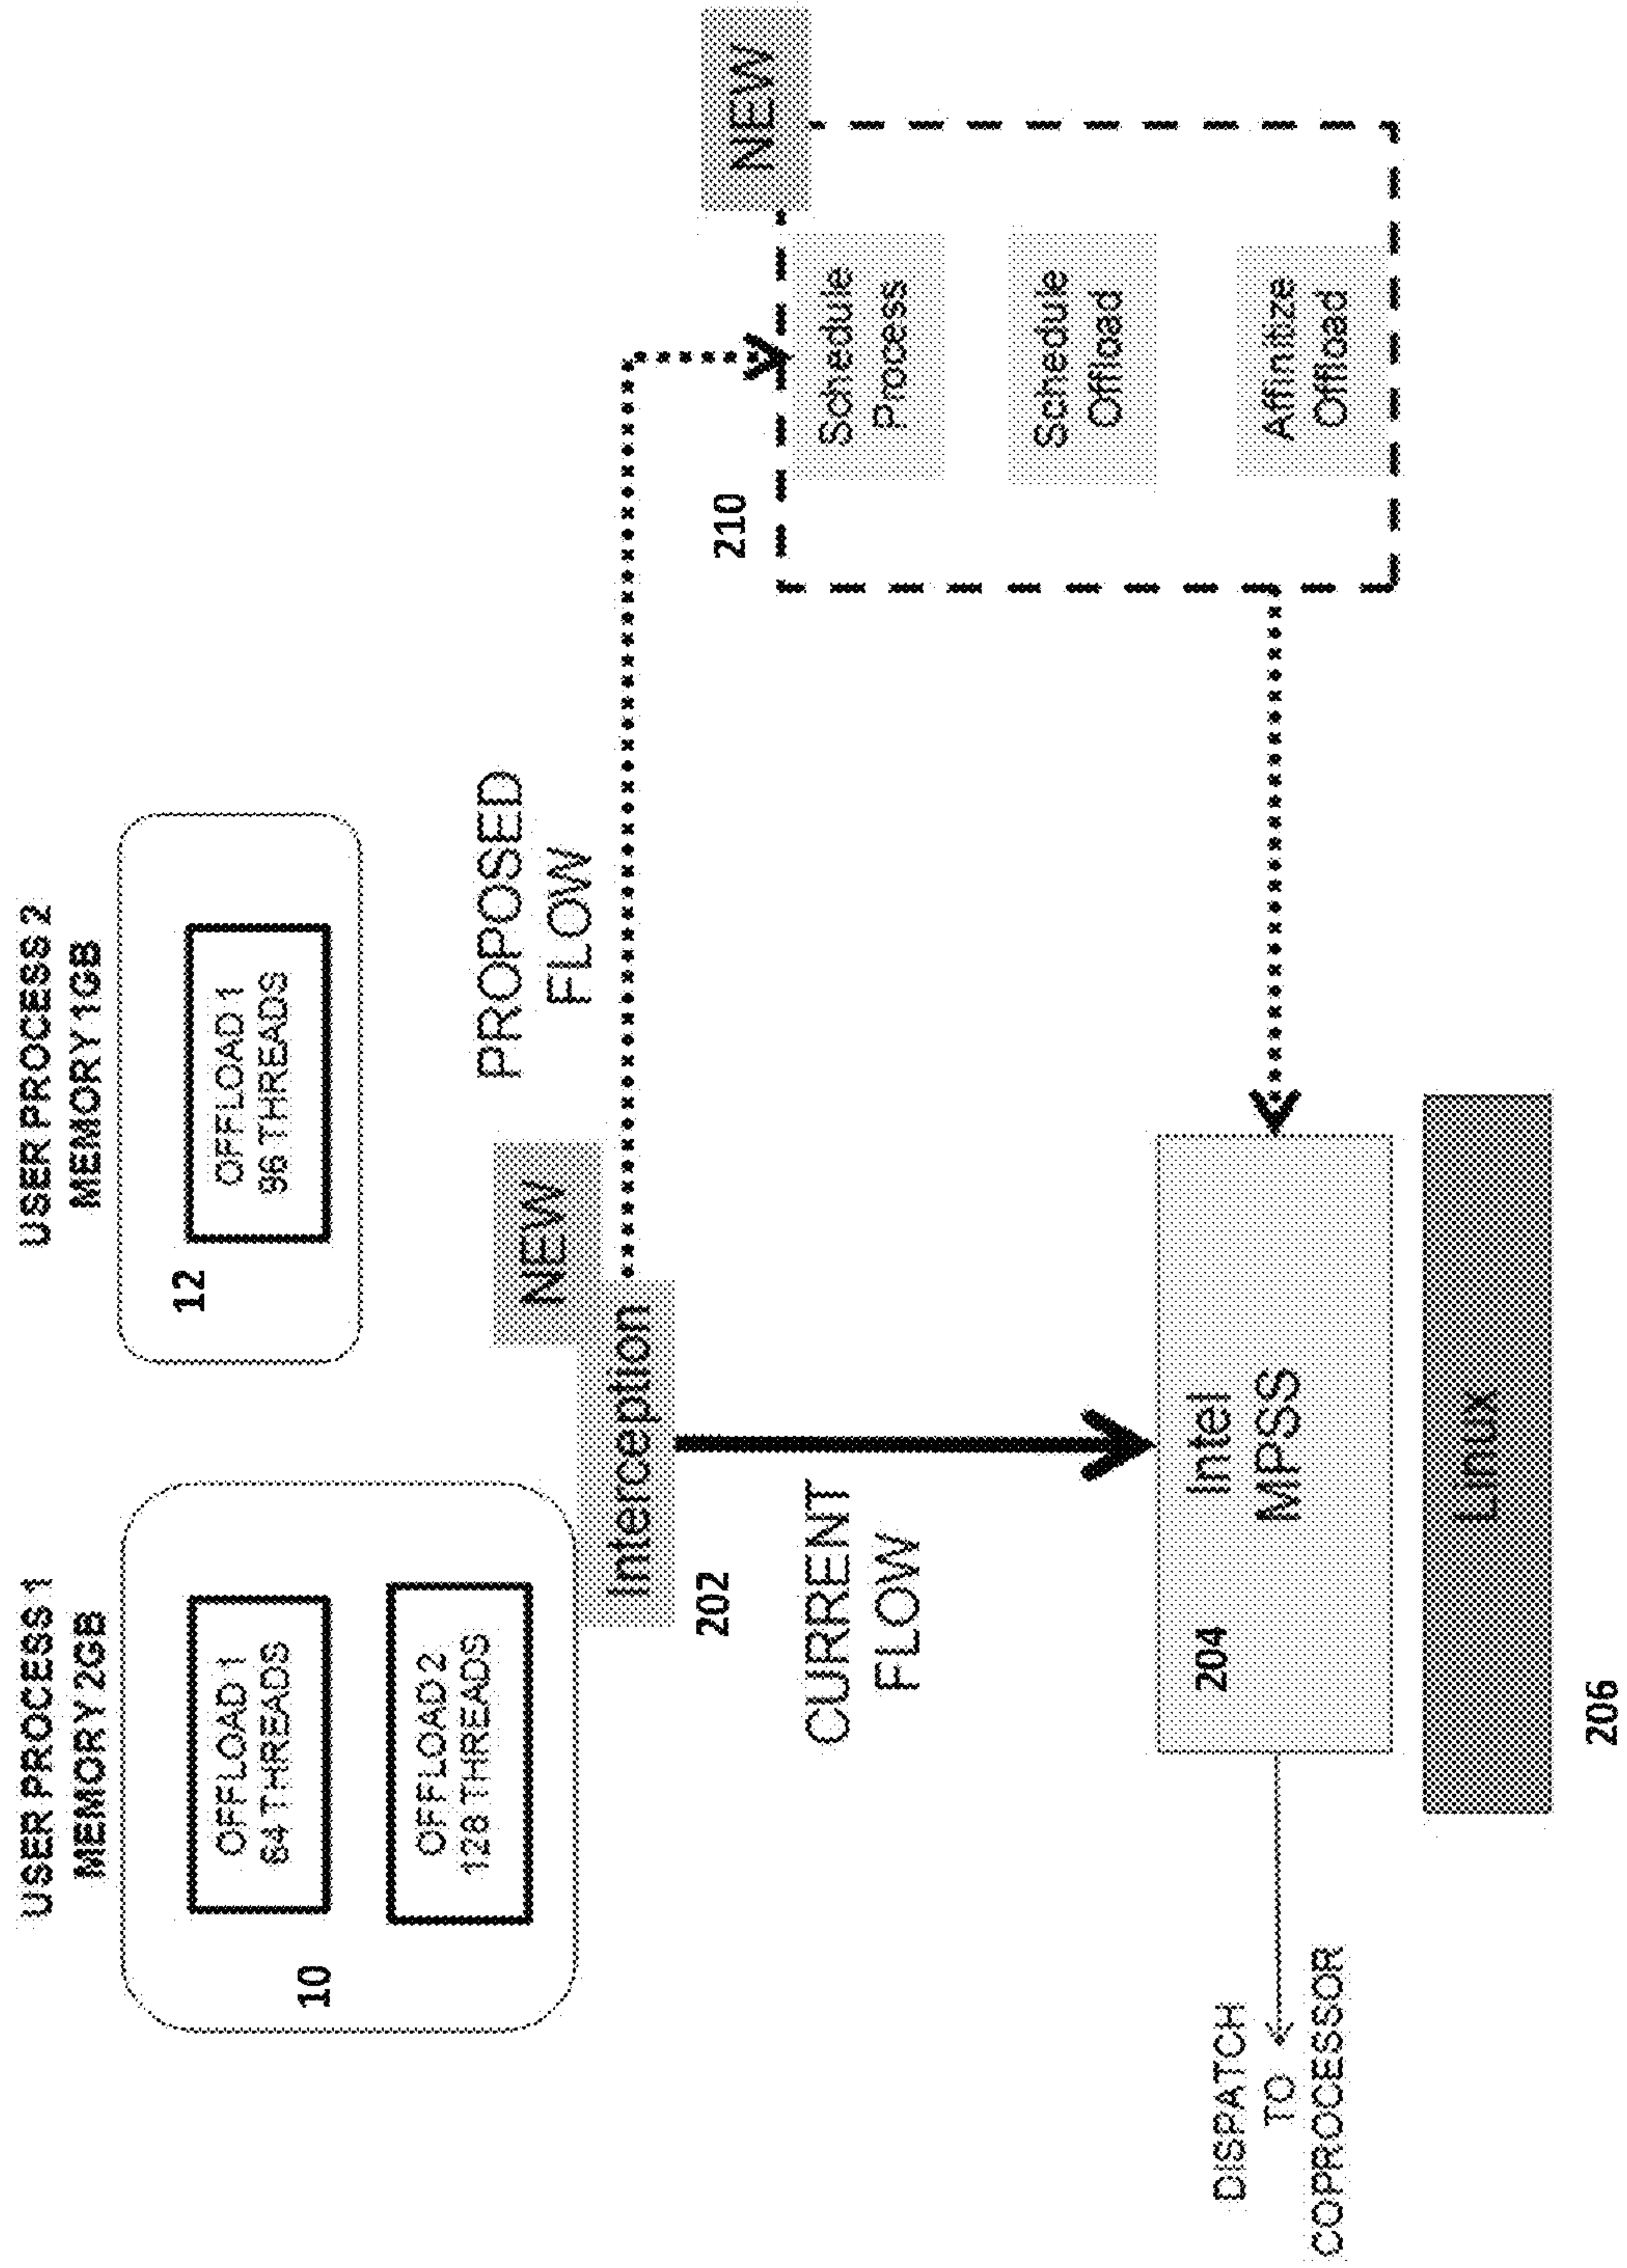 USER PROCESS 1
MEMORY 2GB
OFFLOAD 1
64 THREADS
OFFLOAD 2
128 THREADS
10
USER PROCESS 2
MEMORY 1GB
12
OFFLOAD 1
96 THREADS
NEW
Interception
202
PROPOSED
FLOW
CURRENT
FLOW
NEW
210
Schedule
Process
Schedule
Offload
Affinitize
Offload
204
Intel
MPSS
Linux
206
DISPATCH
TO
COPROCESSOR